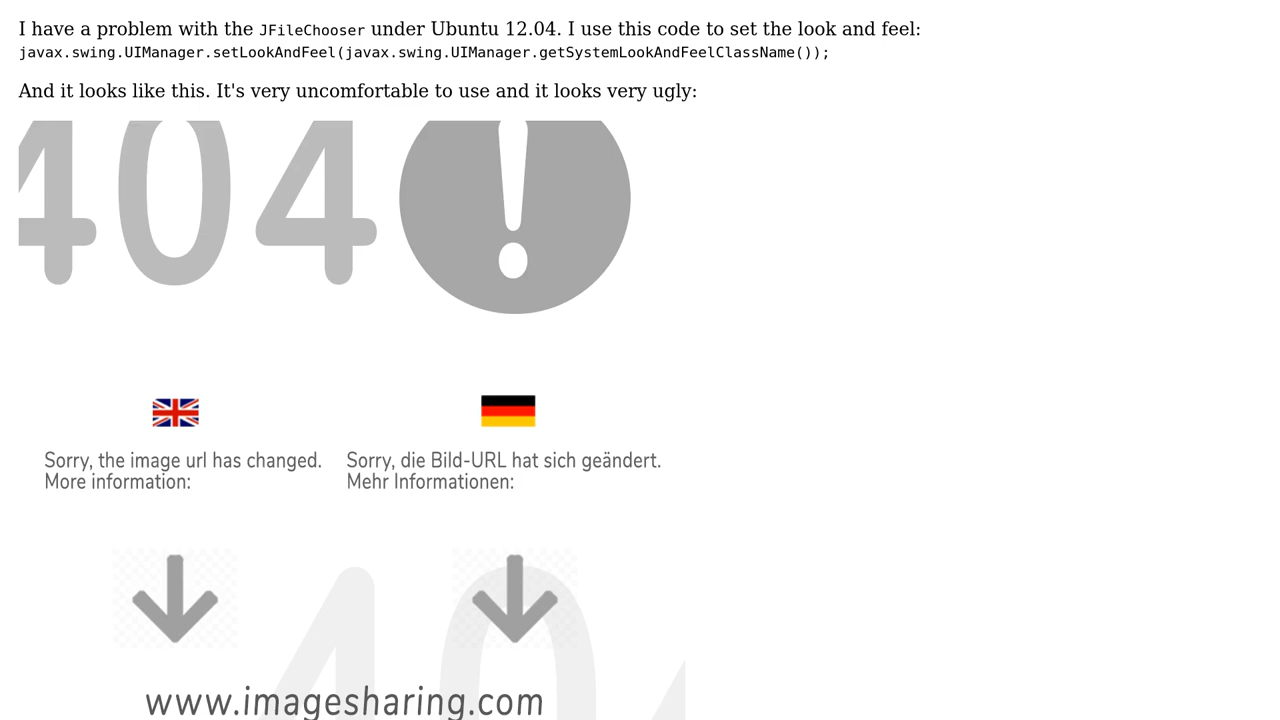 I have a problem with the JFileChooser under Ubuntu 12.04. I use this code to set the look and feel:
javax.swing.UIManager.setLookAndFeel(javax.swing.UIManager.getSystemLookAndFeelClassName());
And it looks like this. It's very uncomfortable to use and it looks very ugly:
404!
Sorry, the image url has changed.
More information:
Sorry, die Bild-URL hat sich geändert.
Mehr Informationen:
404
www.imagesharing.com